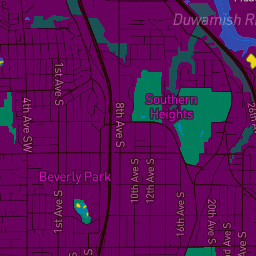 Duwamish Ri
1st Ave S
4th Ave SW
8th Ave S
Southern
Heights
Beverly Park
10th Ave S
12th Ave S
1st Ave S
16th Ave S
20th Ave S